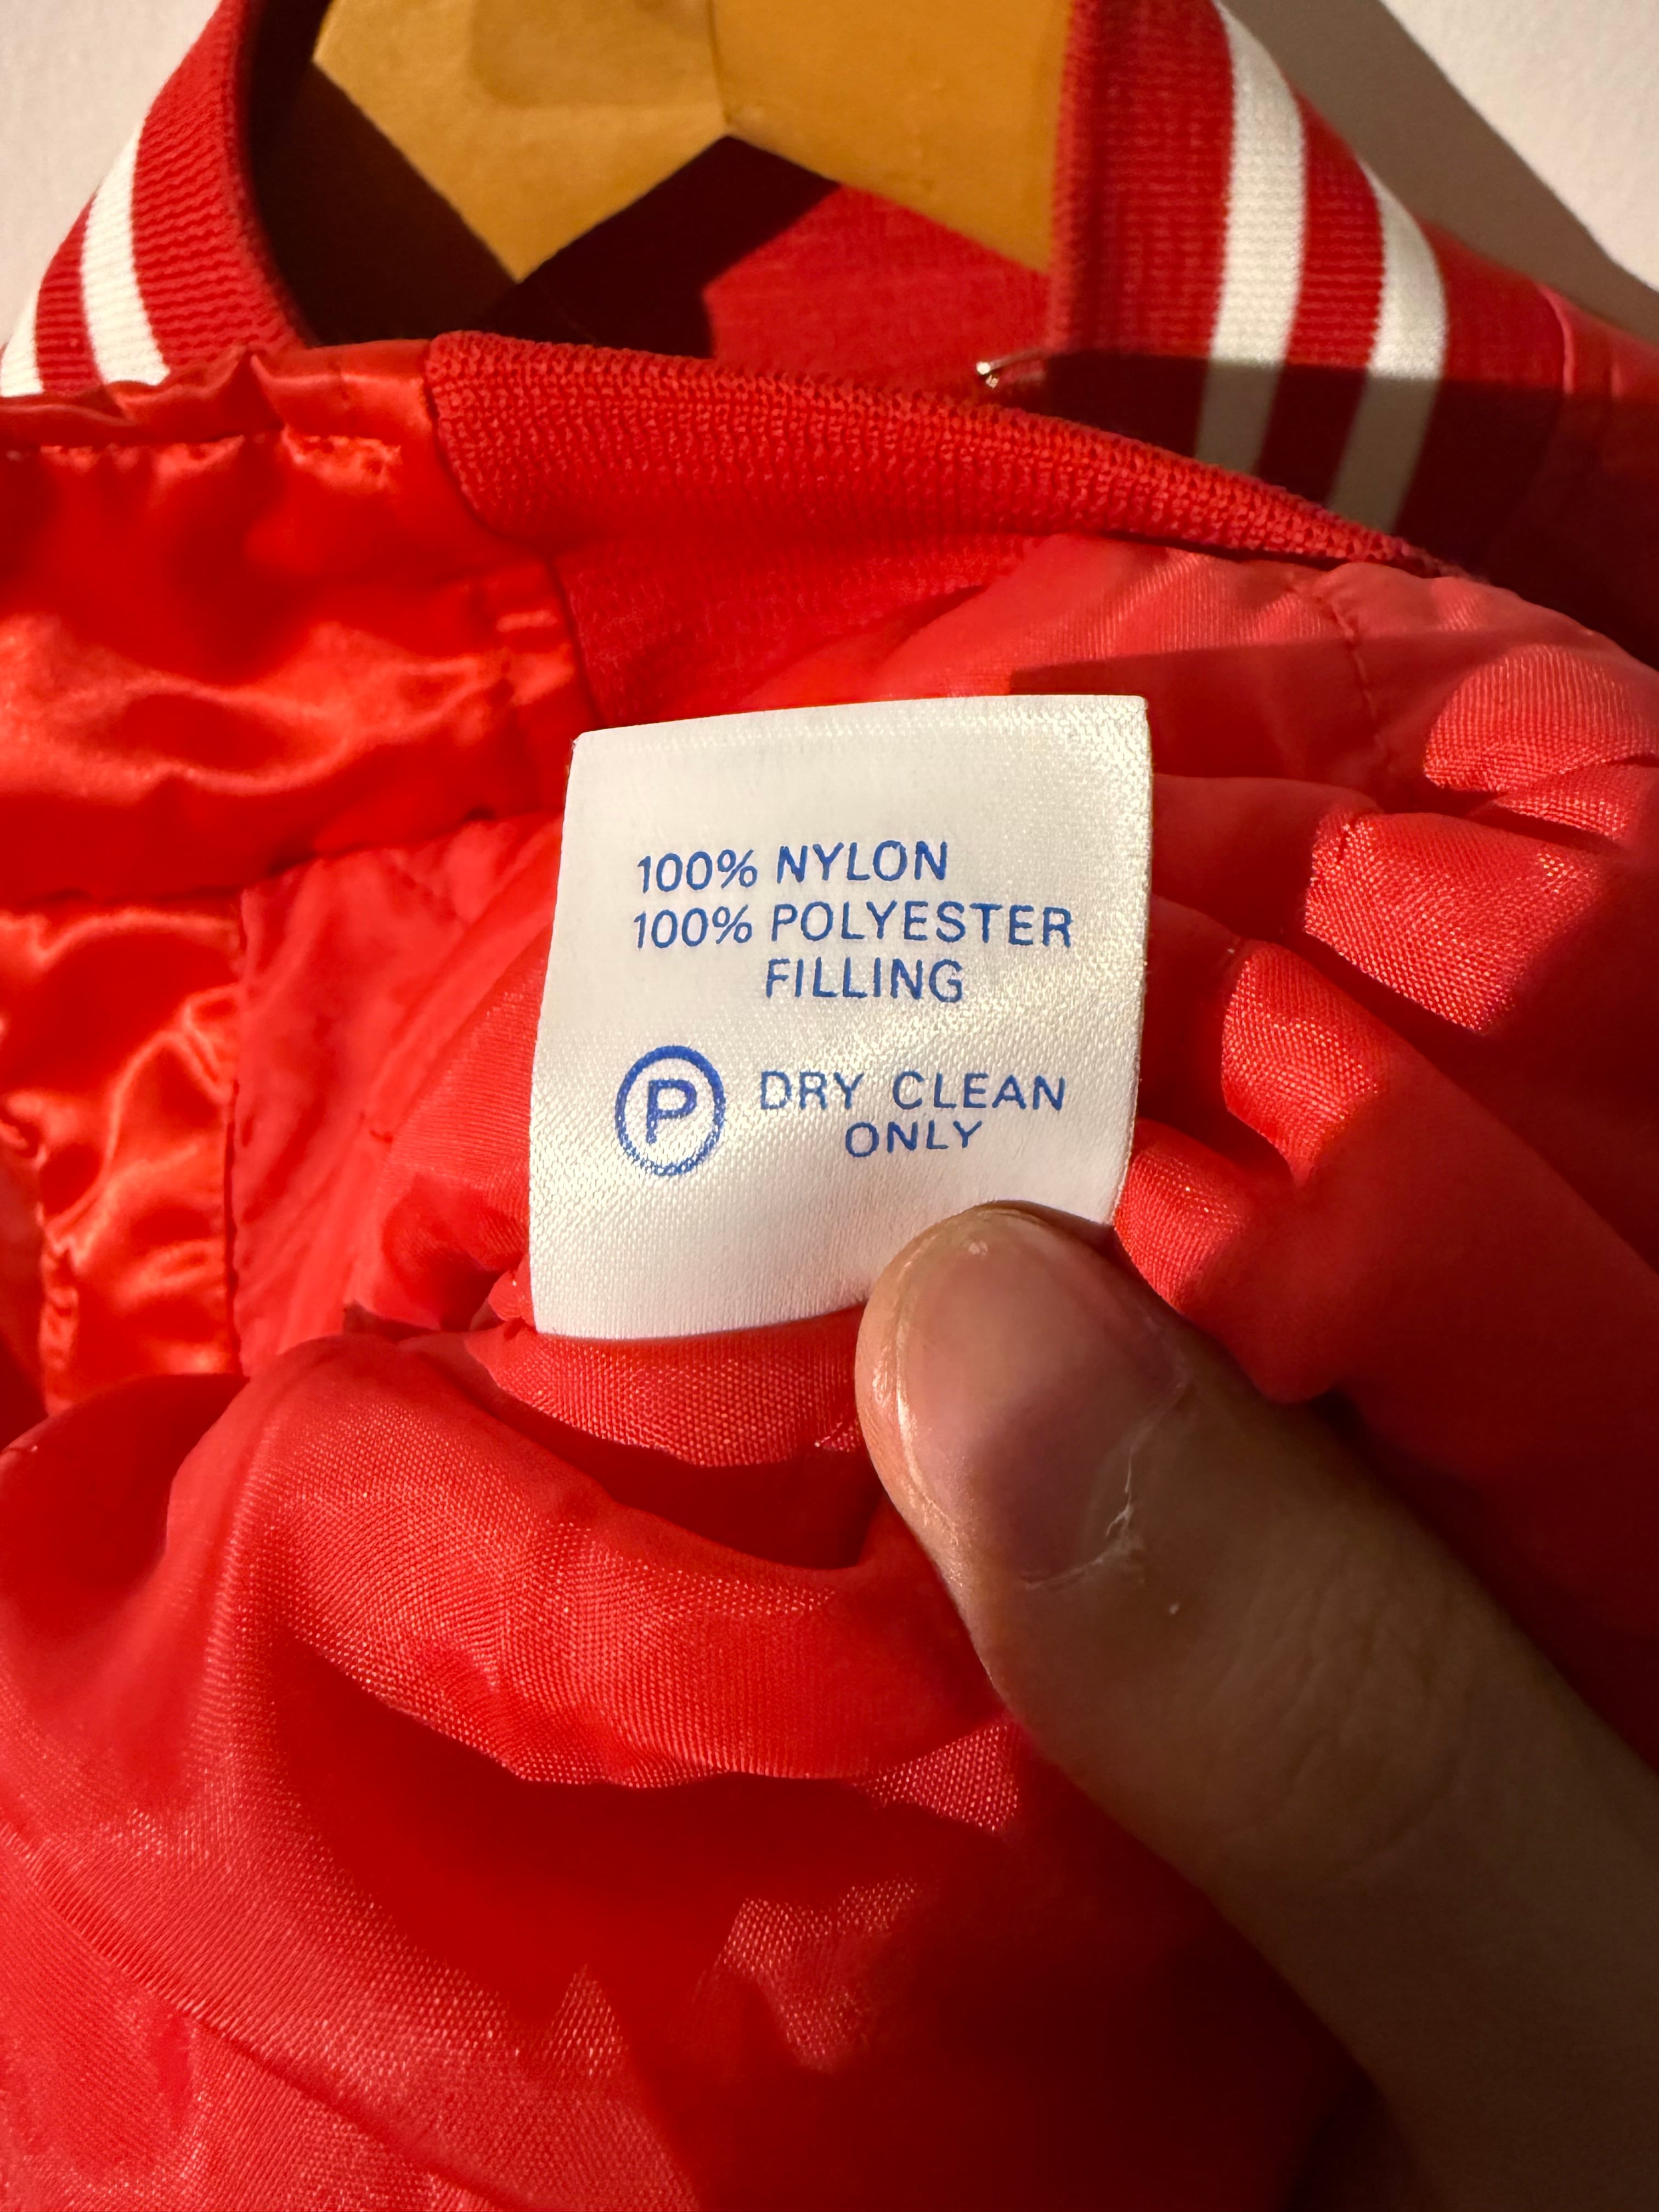 100% NYLON
100% POLYESTER
FILLING
P DRY CLEAN
ONLY